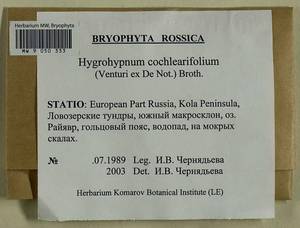 Herbarium MW, Bryophyta
MW 9 050 353
BRYOPHYTA ROSSICA
Hygrohypnum cochlearifolium
(Venturi ex De Not.) Broth.
STATIO: European Part Russia, Kola Peninsula,
Ловозерские тундры, южный макросклон, оз.
Райявр, гольцовый пояс, водопад, на мокрых
скалах.
№ .07.1989 Leg. И.В. Чернядьева
2003 Det. И.В. Чернядьева
Herbarium Komarov Botanical Institute (LE)